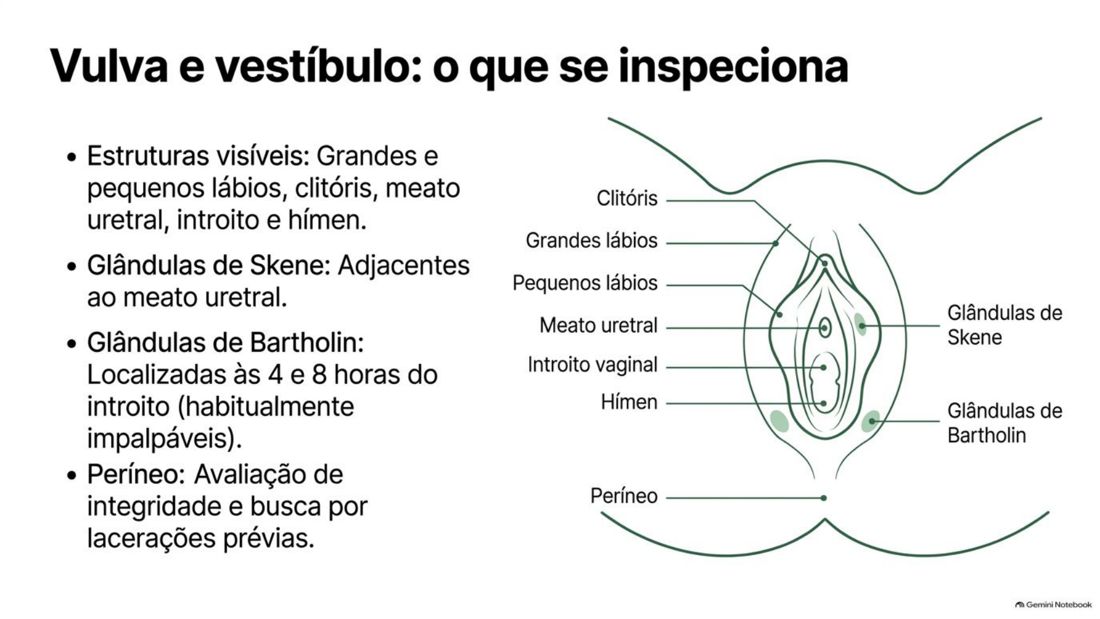 Vulva e vestíbulo: o que se inspeciona
• Estruturas visíveis: Grandes e
pequenos lábios, clitóris, meato
uretral, introito e hímen.
• Glândulas de Skene: Adjacentes
ao meato uretral.
• Glândulas de Bartholin:
Localizadas às 4 e 8 horas do
introito (habitualmente
impalpáveis).
• Períneo: Avaliação de
integridade e busca por
lacerações prévias.
Clitóris
Grandes lábios
Pequenos lábios
Meato uretral
Introito vaginal
Hímen
Períneo
Glândulas de
Skene
Glândulas de
Bartholin
Gemini Notebook